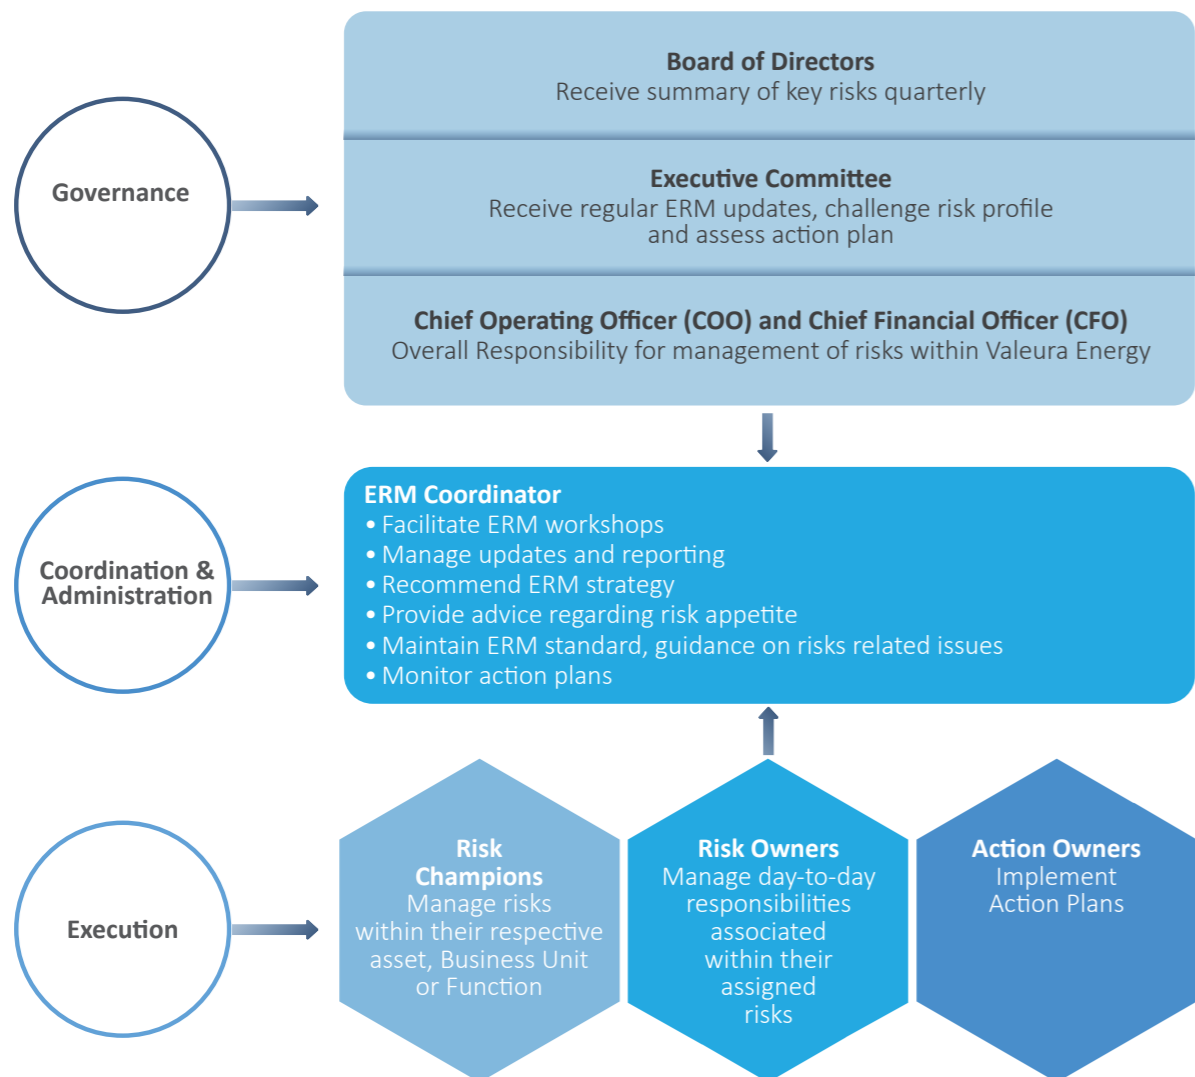 Governance
Board of Directors
Receive summary of key risks quarterly
Executive Committee
Receive regular ERM updates, challenge risk profile
and assess action plan
Chief Operating Officer (COO) and Chief Financial Officer (CFO)
Overall Responsibility for management of risks within Valeura Energy
Coordination &
Administration
ERM Coordinator
• Facilitate ERM workshops
• Manage updates and reporting
• Recommend ERM strategy
• Provide advice regarding risk appetite
• Maintain ERM standard, guidance on risks related issues
• Monitor action plans
Execution
Risk
Champions
Manage risks
within their respective
asset, Business Unit
or Function
Risk Owners
Manage day-to-day
responsibilities
associated
within their
assigned
risks
Action Owners
Implement
Action Plans